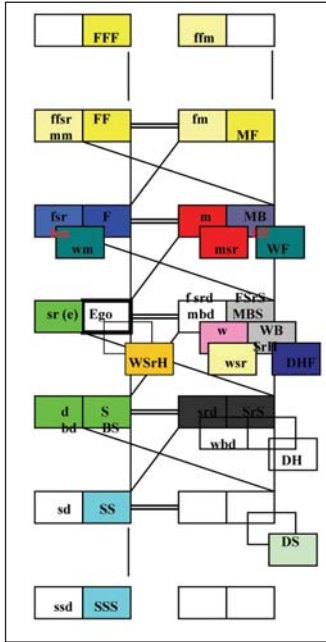 FFF ffm
ffsr FF fm
mm MF
fsr F m MB
wm msr WF
sr (e) Ego f srd FSrS
mbd MBS
w WB
SrH
WSrH wsr DHF
d S srd SrS
bd BS
wbd
DH
sd SS
DS
ssd SSS